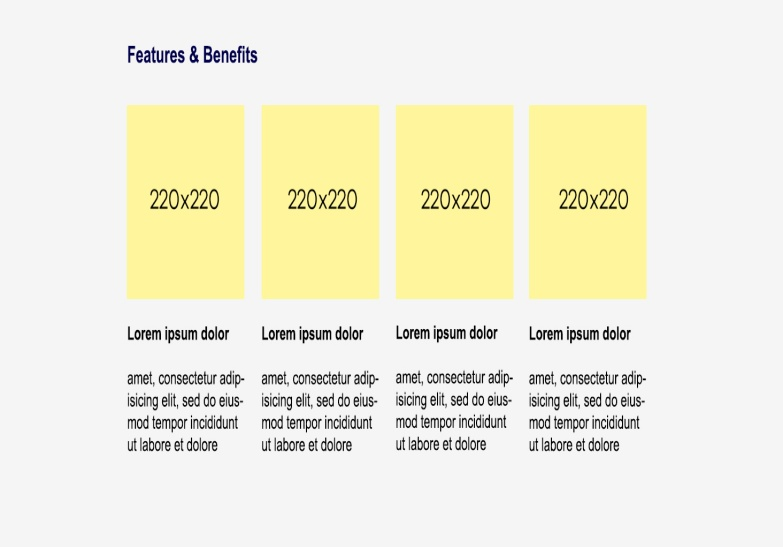 Features & Benefits
220x220
220x220
220x220
220x220
Lorem ipsum dolor
amet, consectetur adip-
isicing elit, sed do eius-
mod tempor incididunt
ut labore et dolore
Lorem ipsum dolor
amet, consectetur adip-
isicing elit, sed do eius-
mod tempor incididunt
ut labore et dolore
Lorem ipsum dolor
amet, consectetur adip-
isicing elit, sed do eius-
mod tempor incididunt
ut labore et dolore
Lorem ipsum dolor
amet, consectetur adip-
isicing elit, sed do eius-
mod tempor incididunt
ut labore et dolore